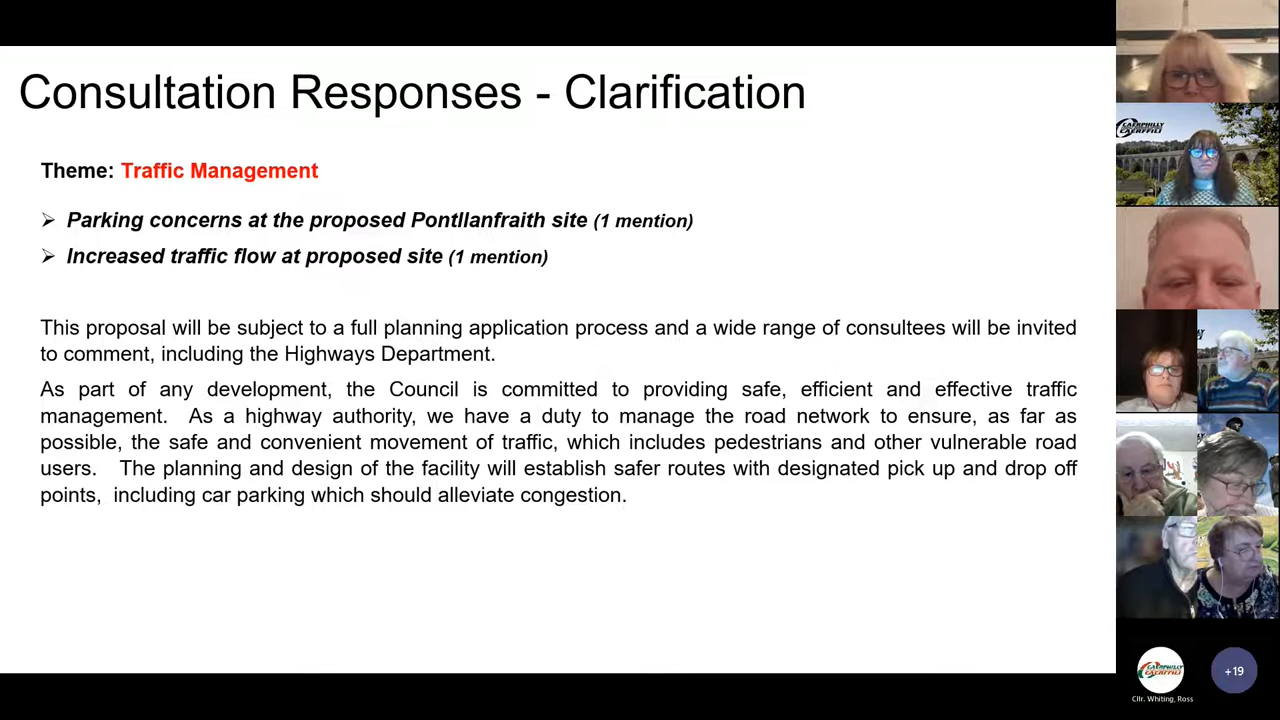 Consultation Responses - Clarification
Theme: Traffic Management
Parking concerns at the proposed Pontllanfraith site (1 mention)
Increased traffic flow at proposed site (1 mention)
This proposal will be subject to a full planning application process and a wide range of consultees will be invited
to comment, including the Highways Department.
As part of any development, the Council is committed to providing safe, efficient and effective traffic
management. As a highway authority, we have a duty to manage the road network to ensure, as far as
possible, the safe and convenient movement of traffic, which includes pedestrians and other vulnerable road
users. The planning and design of the facility will establish safer routes with designated pick up and drop off
points, including car parking which should alleviate congestion.
CAERPHILLY
CAERFFILI
CAERPHILLY
CAERFFILI
+19
Cllr. Whiting, Ross